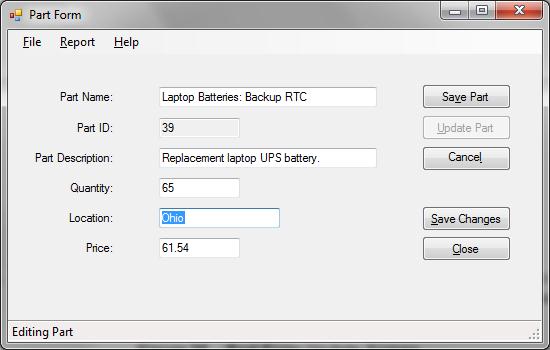 Part Form
File Report Help
Part Name: Laptop Batteries: Backup RTC Save Part
Part ID: 39 Update Part
Part Description: Replacement laptop UPS battery. Cancel
Quantity: 65
Location: Ohio Save Changes
Price: 61.54 Close
Editing Part